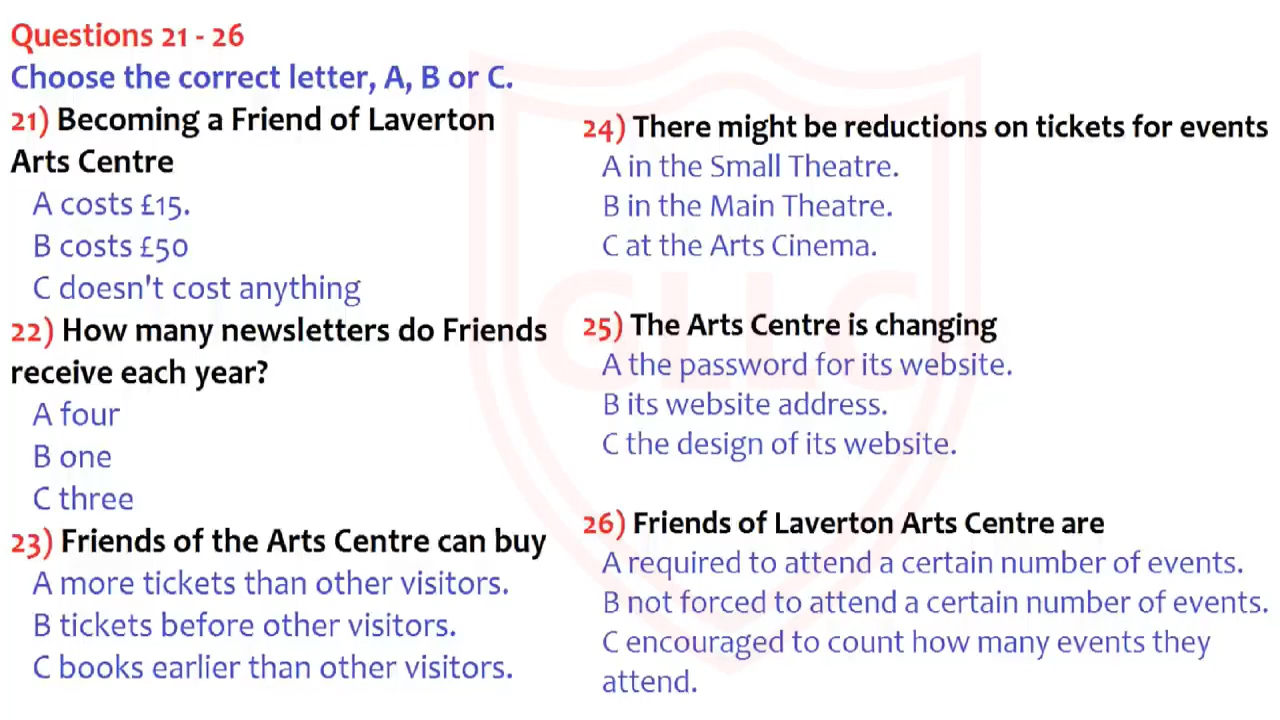 Questions 21 - 26
Choose the correct letter, A, B or C.
21) Becoming a Friend of Laverton
Arts Centre
A costs £15.
B costs £50
C doesn't cost anything
22) How many newsletters do Friends
receive each year?
A four
B one
C three
23) Friends of the Arts Centre can buy
A more tickets than other visitors.
B tickets before other visitors.
C books earlier than other visitors.
24) There might be reductions on tickets for events
A in the Small Theatre.
B in the Main Theatre.
C at the Arts Cinema.
25) The Arts Centre is changing
A the password for its website.
B its website address.
C the design of its website.
26) Friends of Laverton Arts Centre are
A required to attend a certain number of events.
B not forced to attend a certain number of events.
C encouraged to count how many events they
attend.
GLLC